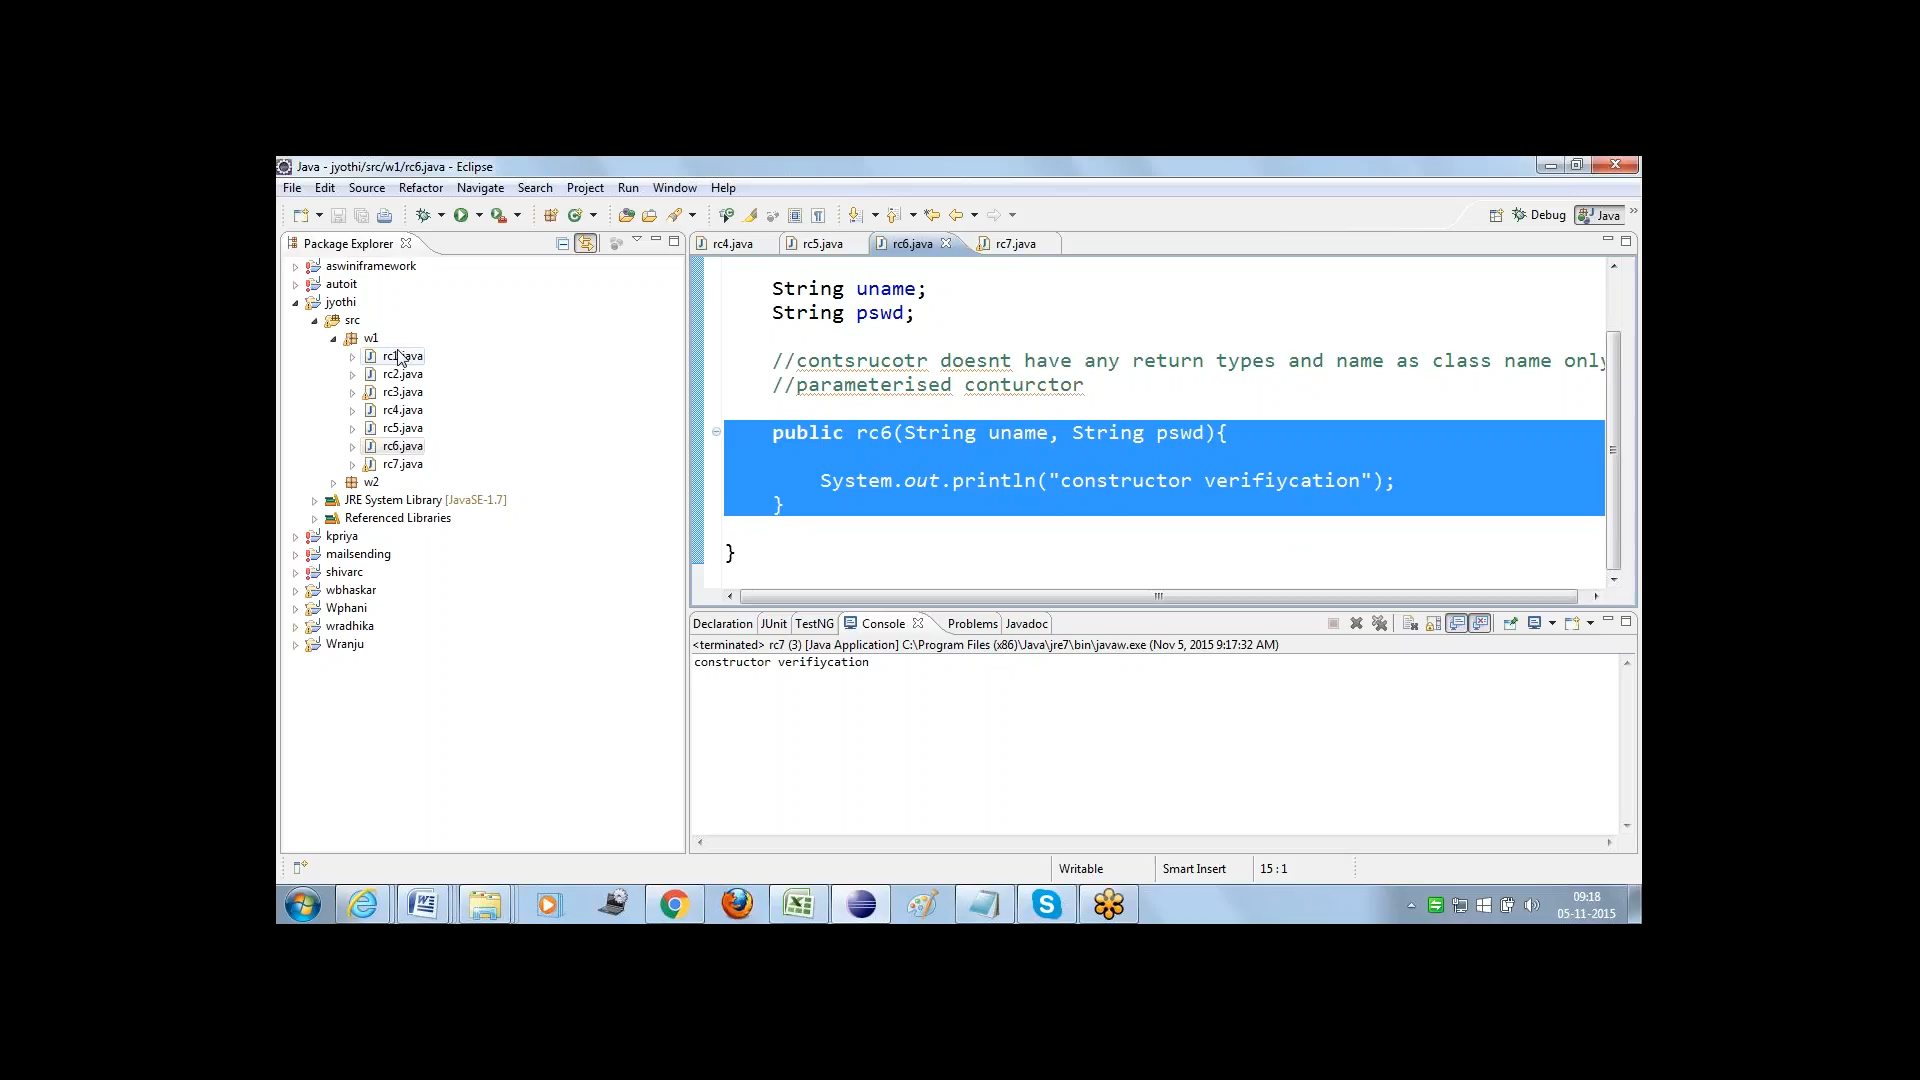 Java - jyothi/src/w1/rc6.java - Eclipse
File Edit Source Refactor Navigate Search Project Run Window Help
Debug Java
Package Explorer
rc4.java rc5.java rc6.java rc7.java
aswiniframework
autoit
jyothi
src
w1
rc1.java
rc2.java
rc3.java
rc4.java
rc5.java
rc6.java
rc7.java
w2
JRE System Library [JavaSE-1.7]
Referenced Libraries
kpriya
mailsending
shivarc
wbhaskar
Wphani
wradhika
Wranju
String uname;
String pswd;
//contsrucotr doesnt have any return types and name as class name only
//parameterised conturctor
public rc6(String uname, String pswd){
System.out.println("constructor verifiycation");
}
}
Declaration JUnit TestNG Console Problems Javadoc
<terminated> rc7 (3) [Java Application] C:\Program Files (x86)\Java\jre7\bin\javaw.exe (Nov 5, 2015 9:17:32 AM)
constructor verifiycation
Writable Smart Insert 15 : 1
09:18
05-11-2015